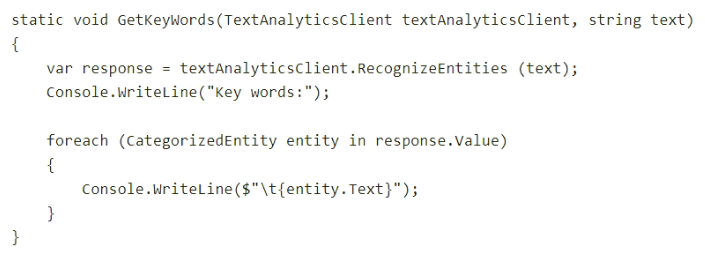 static void GetKeyWords(TextAnalyticsClient textAnalyticsClient, string text)
{
    var response = textAnalyticsClient.RecognizeEntities (text);
    Console.WriteLine("Key words:");

    foreach (CategorizedEntity entity in response.Value)
    {
        Console.WriteLine($"\t{entity.Text}");
    }
}